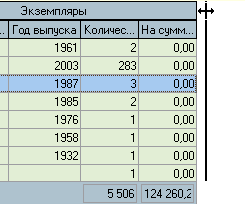 Экземпляры
... Год выпуска Количес... На сумм...
1961 2 0,00
2003 283 0,00
1987 3 0,00
1985 2 0,00
1976 1 0,00
1958 1 0,00
1932 1 0,00
1 0,00
5 506 124 260,2